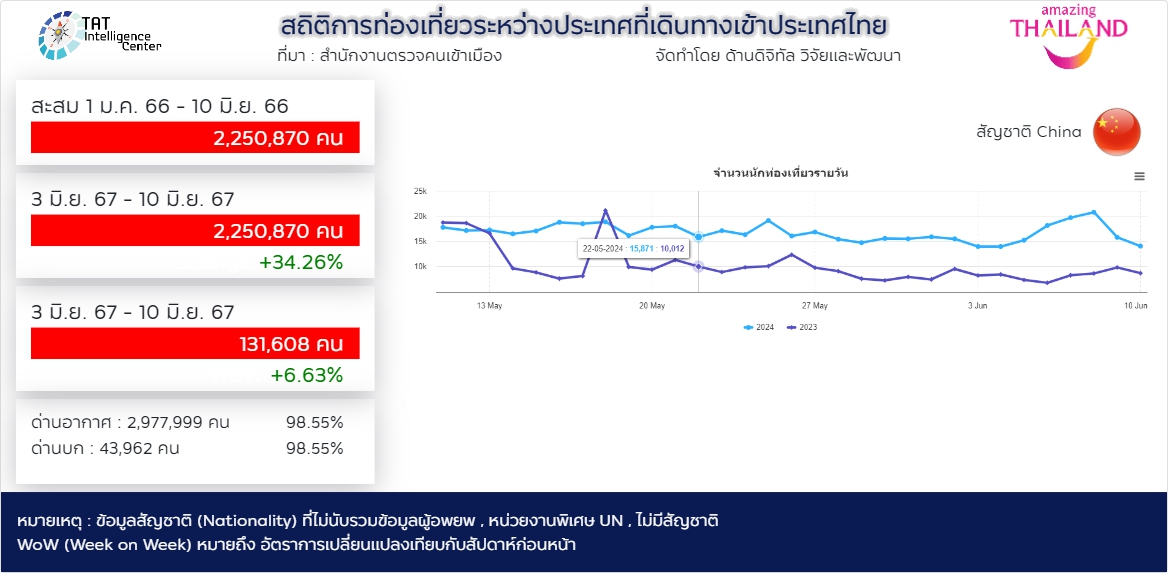 TAT
Intelligence
Center
สถิติการท่องเที่ยวระหว่างประเทศที่เดินทางเข้าประเทศไทย
ที่มา : สำนักงานตรวจคนเข้าเมือง
จัดทำโดย ด้านดิจิทัล วิจัยและพัฒนา
amazing
THAILAND
สะสม 1 ม.ค. 66 - 10 มิ.ย. 66
2,250,870 คน
3 มิ.ย. 67 - 10 มิ.ย. 67
2,250,870 คน
+34.26%
3 มิ.ย. 67 - 10 มิ.ย. 67
131,608 คน
+6.63%
ด่านอากาศ : 2,977,999 คน 98.55%
ด่านบก : 43,962 คน 98.55%
สัญชาติ China
จำนวนนักท่องเที่ยวรายวัน
25k
20k
15k
10k
22-05-2024 : 15,871 : 10,012
13 May 20 May 27 May 3 Jun 10 Jun
2024 2023
หมายเหตุ : ข้อมูลสัญชาติ (Nationality) ที่ไม่นับรวมข้อมูลผู้อพยพ , หน่วยงานพิเศษ UN , ไม่มีสัญชาติ
WoW (Week on Week) หมายถึง อัตราการเปลี่ยนแปลงเทียบกับสัปดาห์ก่อนหน้า